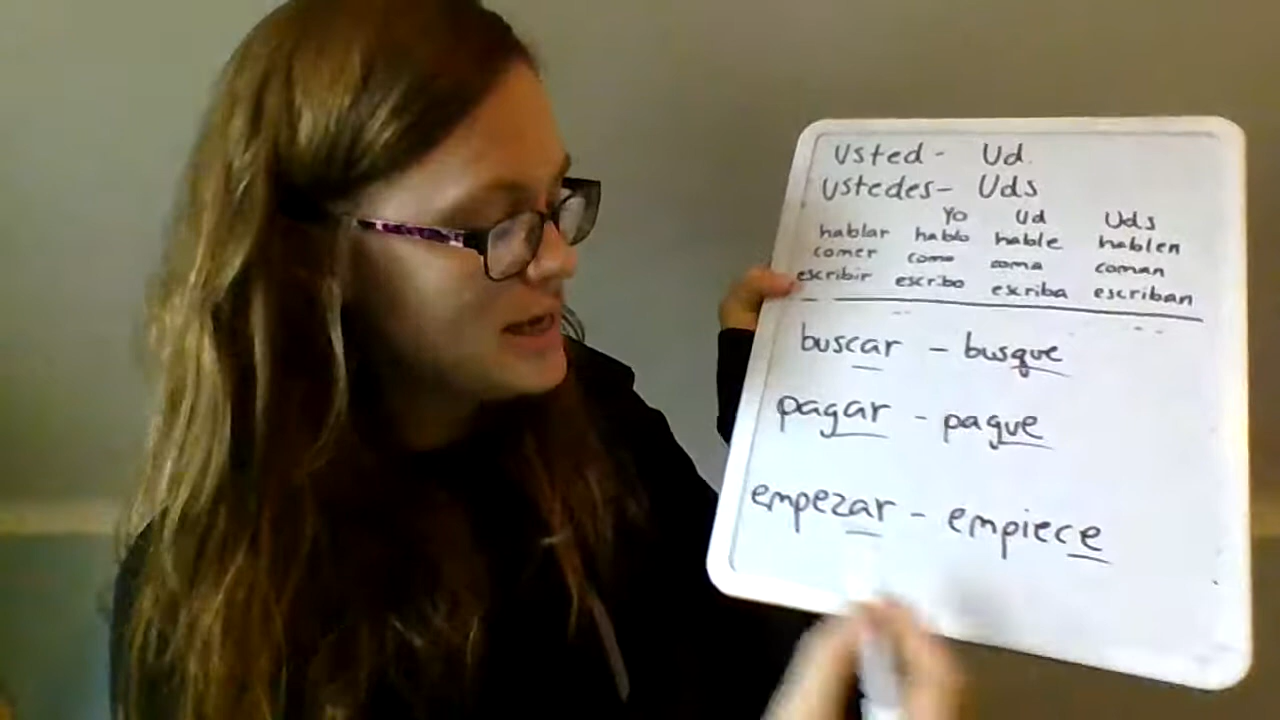 Usted - Ud.
Ustedes - Uds
Yo Ud Uds
hablar hablo hable hablen
comer como coma coman
escribir escribo escriba escriban
buscar - busque
pagar - pague
empezar - empiece